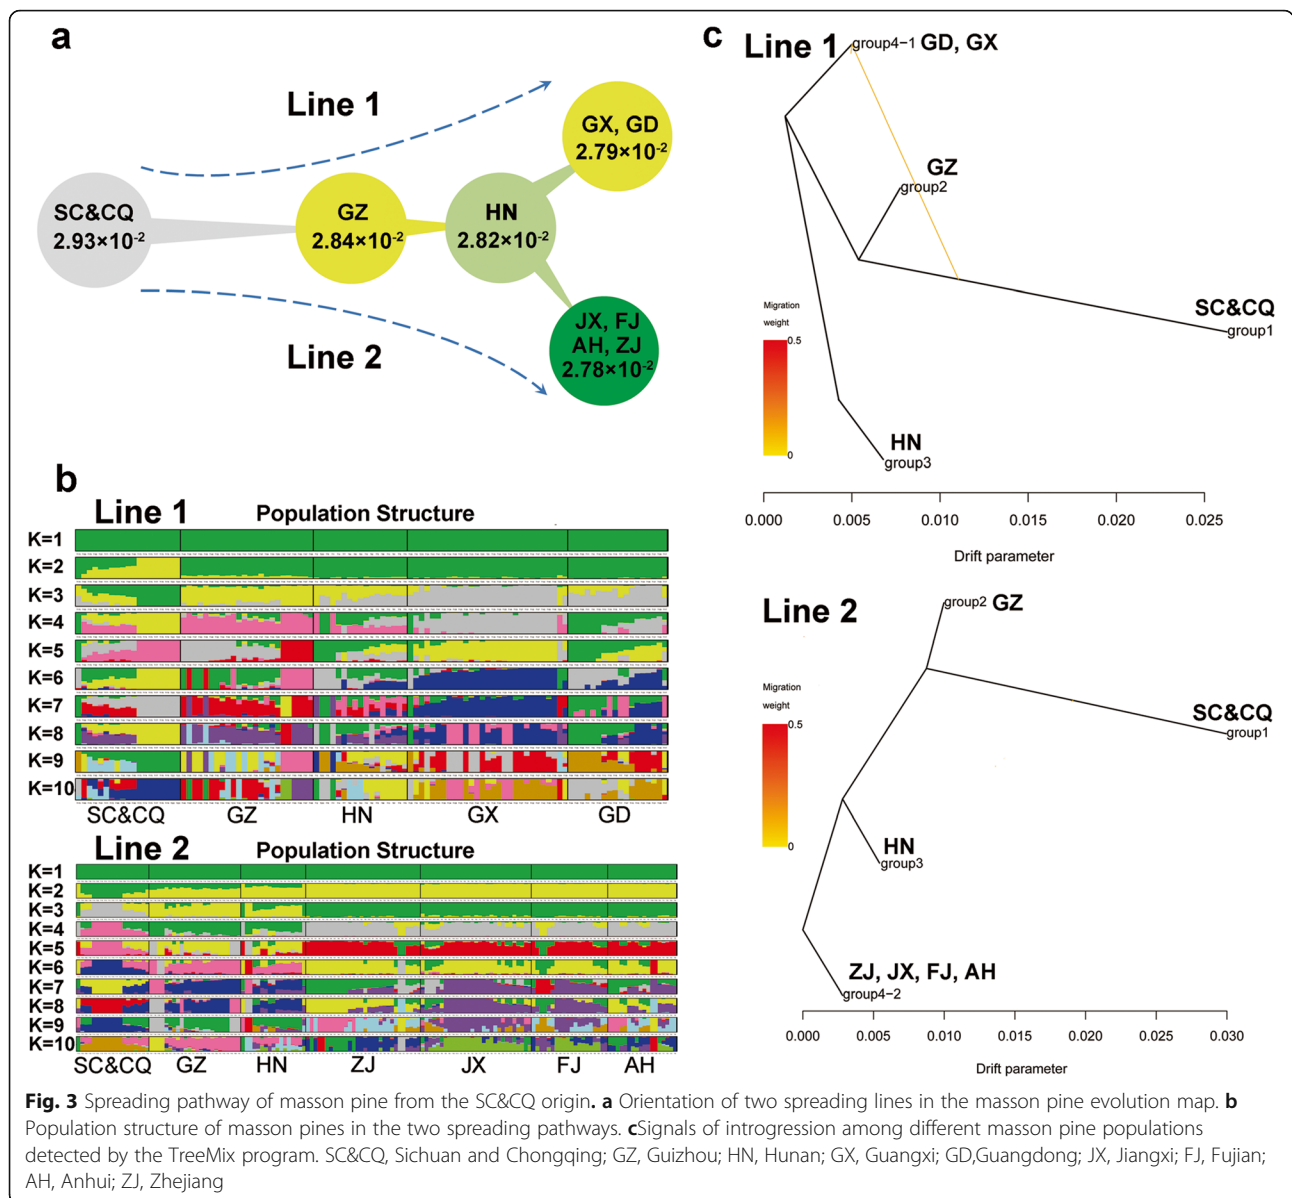 a
Line 1
GX, GD
2.79×10-2
SC&CQ
2.93×10-2
GZ
2.84×10-2
HN
2.82×10-2
JX, FJ
AH, ZJ
2.78×10-2
Line 2
b
Line 1 Population Structure
K=1
K=2
K=3
K=4
K=5
K=6
K=7
K=8
K=9
K=10
SC&CQ GZ HN GX GD
Line 2 Population Structure
K=1
K=2
K=3
K=4
K=5
K=6
K=7
K=8
K=9
K=10
SC&CQ GZ HN ZJ JX FJ AH
c
Line 1
group4-1 GD, GX
GZ
group2
SC&CQ
group1
HN
group3
Migration
weight
0.5
0
0.000 0.005 0.010 0.015 0.020 0.025
Drift parameter
Line 2
group2 GZ
SC&CQ
group1
HN
group3
ZJ, JX, FJ, AH
group4-2
Migration
weight
0.5
0
0.000 0.005 0.010 0.015 0.020 0.025 0.030
Drift parameter
Fig. 3 Spreading pathway of masson pine from the SC&CQ origin. a Orientation of two spreading lines in the masson pine evolution map. b
Population structure of masson pines in the two spreading pathways. cSignals of introgression among different masson pine populations
detected by the TreeMix program. SC&CQ, Sichuan and Chongqing; GZ, Guizhou; HN, Hunan; GX, Guangxi; GD,Guangdong; JX, Jiangxi; FJ, Fujian;
AH, Anhui; ZJ, Zhejiang